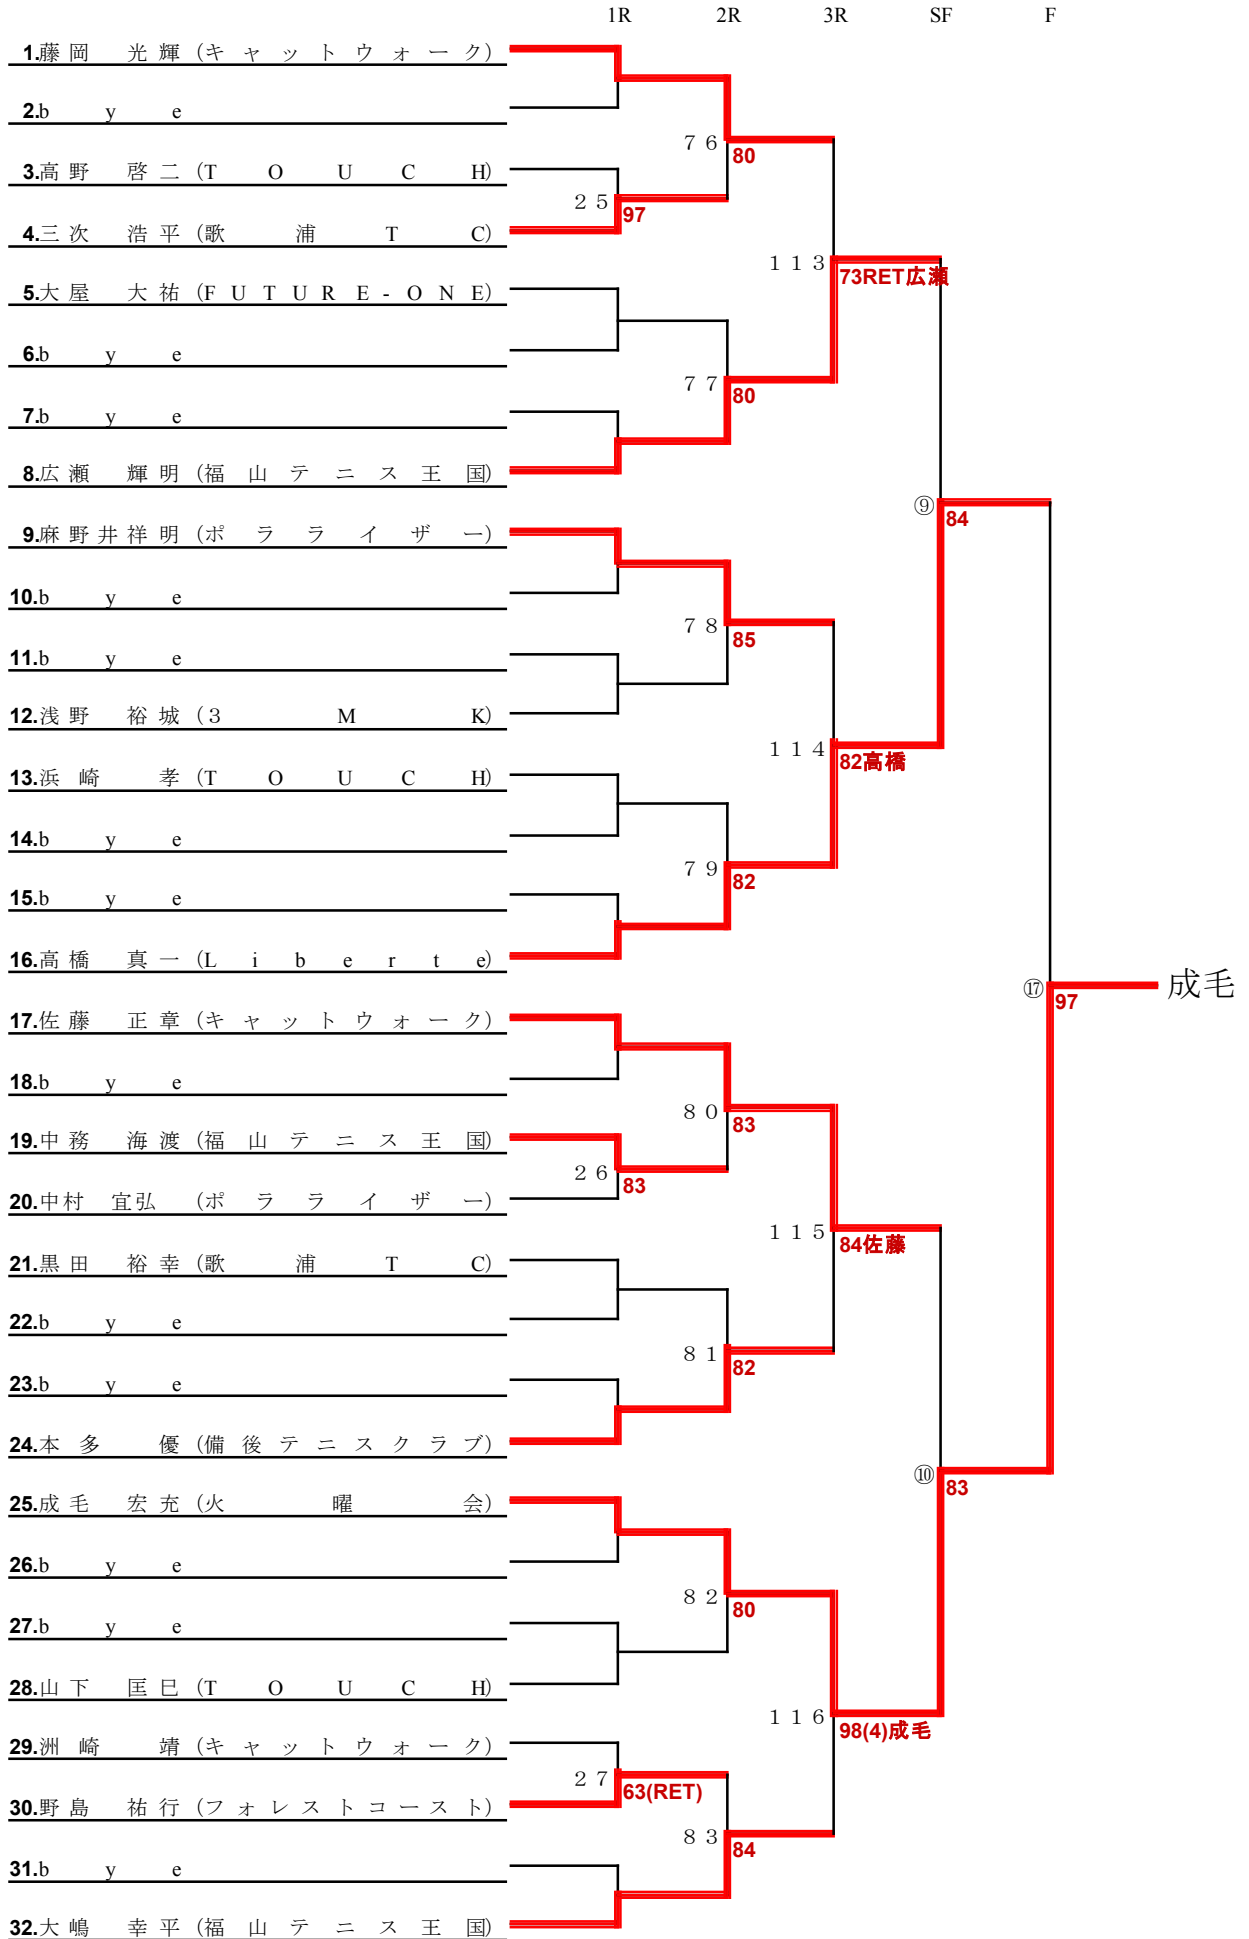 1R 2R 3R SF F
1.藤岡 光輝(キャットウォーク)
2.bye
76
80
3.高野 啓二(TOUCH)
25
97
4.三次 浩平(歌浦TC)
113
73RET広瀬
5.大屋 大祐(FUTURE-ONE)
6.bye
77
80
7.bye
8.広瀬 輝明(福山テニス王国)
⑨
84
9.麻野井祥明(ポラライザー)
10.bye
78
85
11.bye
12.浅野 裕城(3MK)
114
82高橋
13.浜崎 孝(TOUCH)
14.bye
79
82
15.bye
16.高橋 真一(Liberte)
⑰
97
成毛
17.佐藤 正章(キャットウォーク)
18.bye
80
83
19.中務 海渡(福山テニス王国)
26
83
20.中村 宜弘(ポラライザー)
115
84佐藤
21.黒田 裕幸(歌浦TC)
22.bye
81
82
23.bye
24.本多 優(備後テニスクラブ)
⑩
83
25.成毛 宏充(火曜会)
26.bye
82
80
27.bye
28.山下 匡巳(TOUCH)
116
98(4)成毛
29.洲崎 靖(キャットウォーク)
27
63(RET)
30.野島 祐行(フォレストコースト)
83
84
31.bye
32.大嶋 幸平(福山テニス王国)